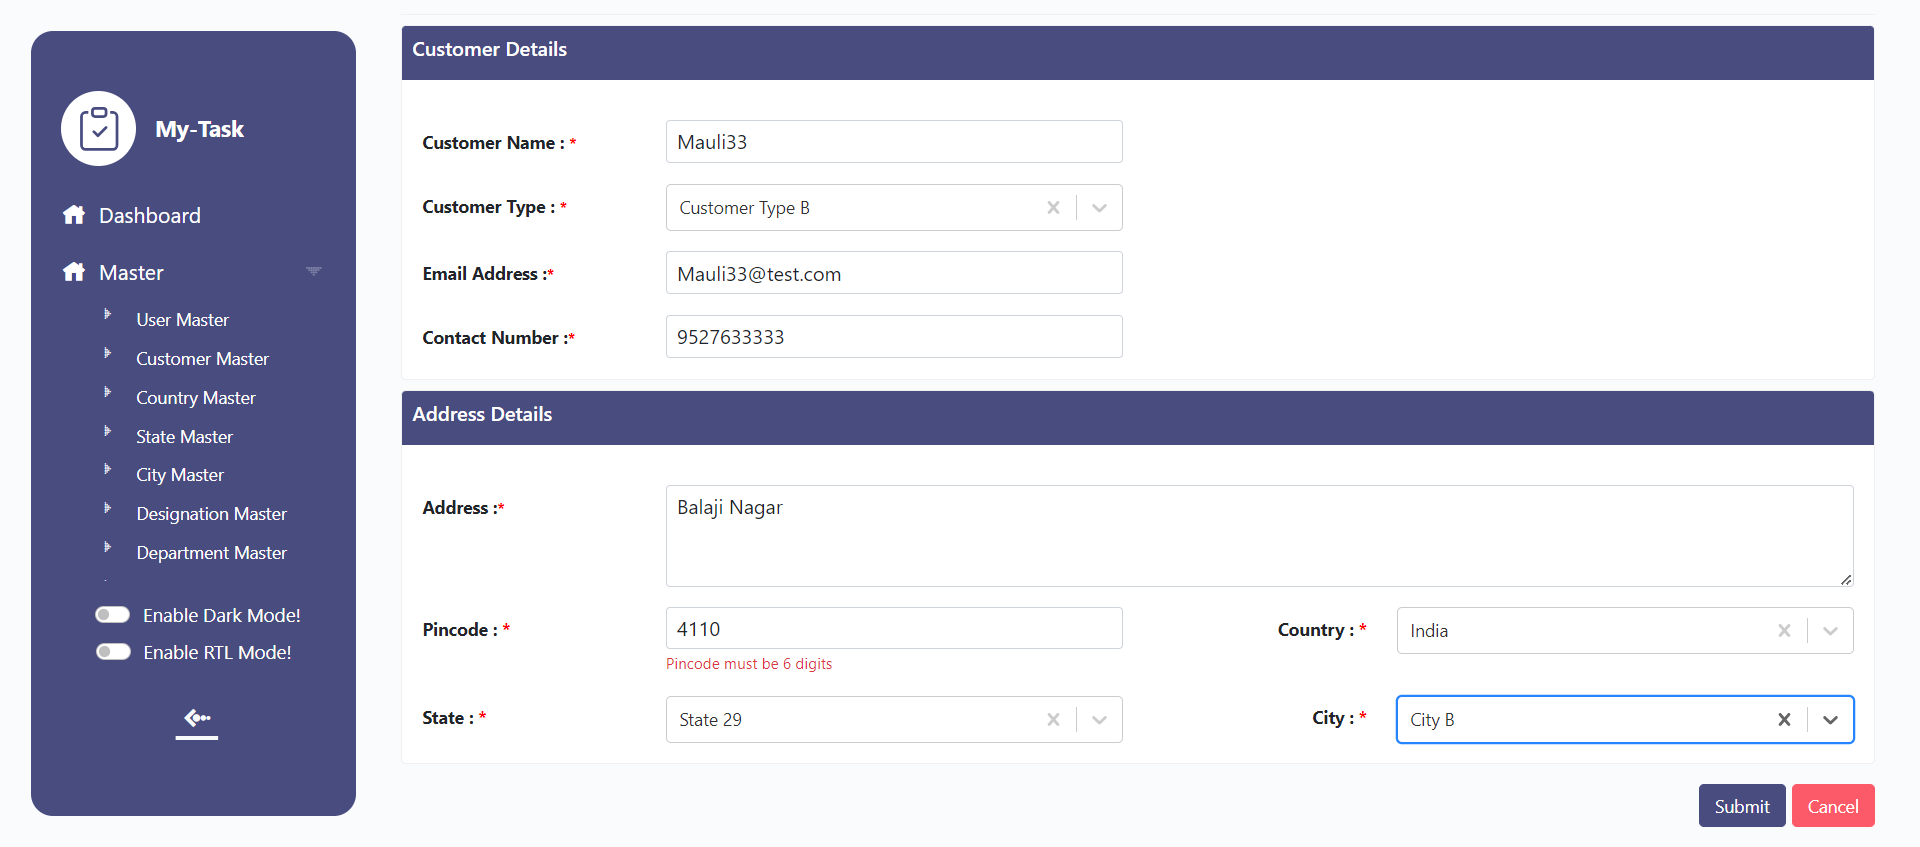 My-Task
Dashboard
Master
User Master
Customer Master
Country Master
State Master
City Master
Designation Master
Department Master
Enable Dark Mode!
Enable RTL Mode!
Customer Details
Customer Name : * Mauli33
Customer Type : * Customer Type B
Email Address :* Mauli33@test.com
Contact Number :* 9527633333
Address Details
Address :* Balaji Nagar
Pincode : * 4110 Country : * India
Pincode must be 6 digits
State : * State 29 City : * City B
Submit Cancel